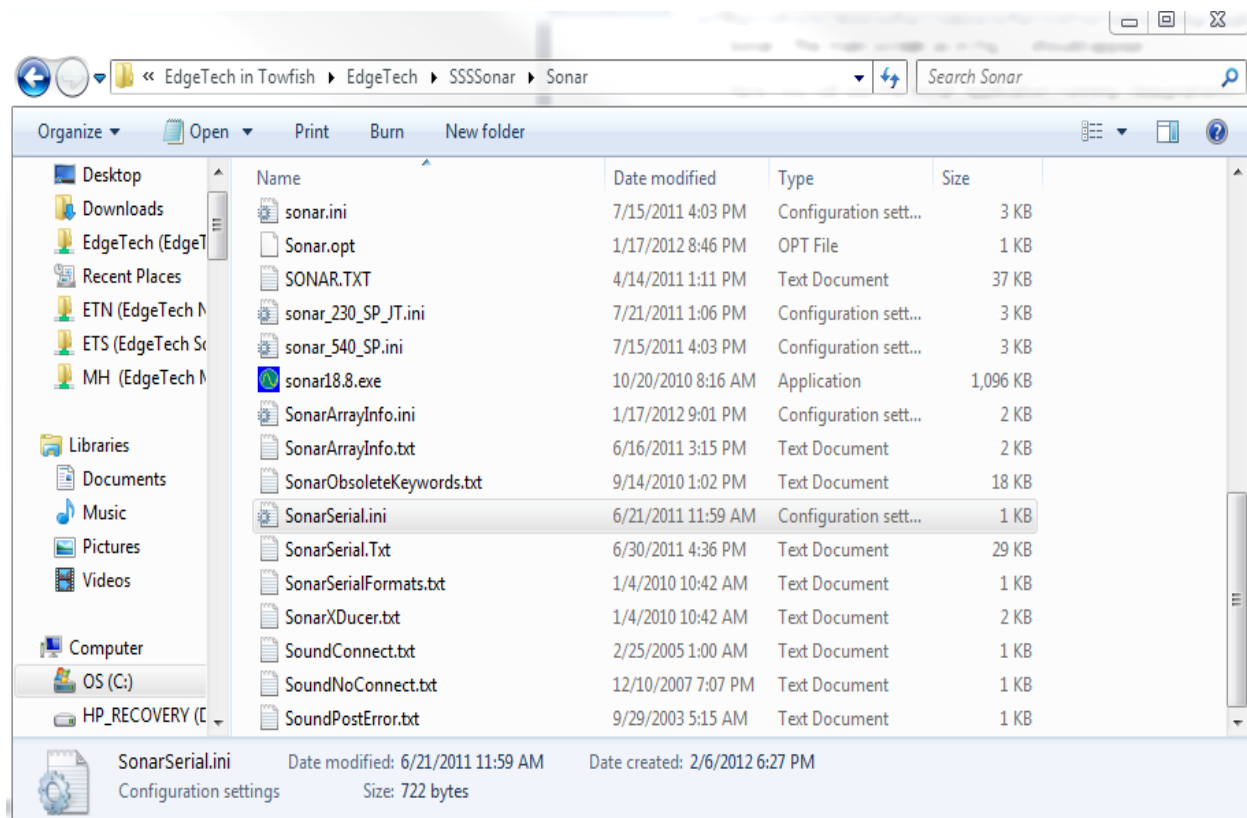 « EdgeTech in Towfish ▸ EdgeTech ▸ SSSSonar ▸ Sonar Search Sonar
Organize ▾ Open ▾ Print Burn New folder
Desktop
Downloads
EdgeTech (EdgeT
Recent Places
ETN (EdgeTech N
ETS (EdgeTech So
MH (EdgeTech M
Libraries
Documents
Music
Pictures
Videos
Computer
OS (C:)
HP_RECOVERY (D
Name Date modified Type Size
sonar.ini 7/15/2011 4:03 PM Configuration sett... 3 KB
Sonar.opt 1/17/2012 8:46 PM OPT File 1 KB
SONAR.TXT 4/14/2011 1:11 PM Text Document 37 KB
sonar_230_SP_JT.ini 7/21/2011 1:06 PM Configuration sett... 3 KB
sonar_540_SP.ini 7/15/2011 4:03 PM Configuration sett... 3 KB
sonar18.8.exe 10/20/2010 8:16 AM Application 1,096 KB
SonarArrayInfo.ini 1/17/2012 9:01 PM Configuration sett... 2 KB
SonarArrayInfo.txt 6/16/2011 3:15 PM Text Document 2 KB
SonarObsoleteKeywords.txt 9/14/2010 1:02 PM Text Document 18 KB
SonarSerial.ini 6/21/2011 11:59 AM Configuration sett... 1 KB
SonarSerial.Txt 6/30/2011 4:36 PM Text Document 29 KB
SonarSerialFormats.txt 1/4/2010 10:42 AM Text Document 1 KB
SonarXDucer.txt 1/4/2010 10:42 AM Text Document 2 KB
SoundConnect.txt 2/25/2005 1:00 AM Text Document 1 KB
SoundNoConnect.txt 12/10/2007 7:07 PM Text Document 1 KB
SoundPostError.txt 9/29/2003 5:15 AM Text Document 1 KB
SonarSerial.ini Date modified: 6/21/2011 11:59 AM Date created: 2/6/2012 6:27 PM
Configuration settings Size: 722 bytes